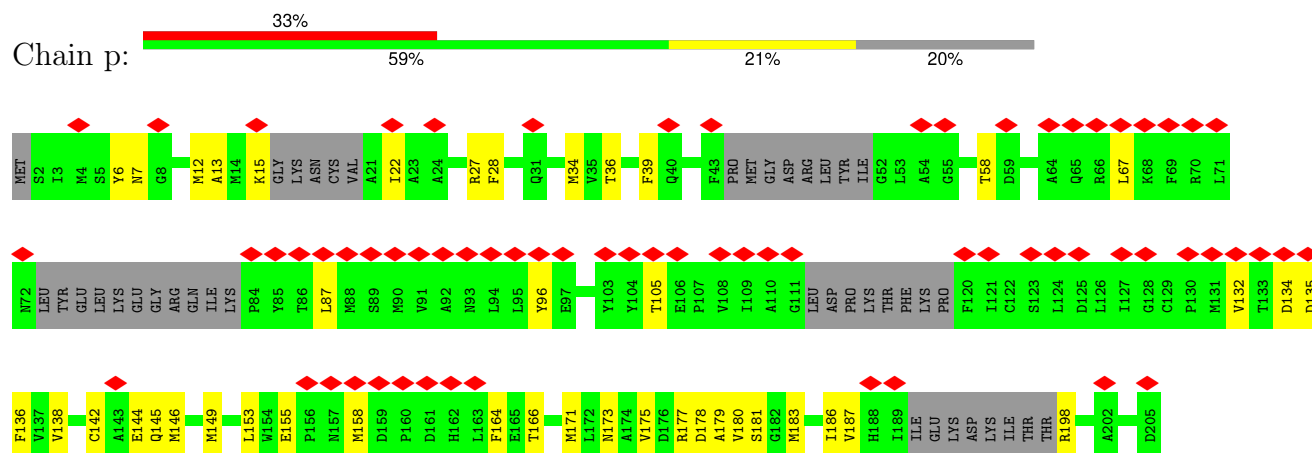 33%
Chain p:
59% 21% 20%
MET S2 I3 M4 S5 Y6 N7 G8 M12 A13 M14 K15 GLY LYS ASN CYS VAL A21 I22 A23 A24 R27 F28 Q31 M34 V35 T36 F39 Q40 F43 PRO MET GLY ASP ARG LEU TYR ILE G52 L53 A54 G55 T58 D59 A64 Q65 R66 L67 K68 F69 R70 L71
N72 LEU TYR GLU LEU LYS GLU GLY ARG GLN ILE LYS P84 Y85 T86 L87 M88 S89 M90 V91 A92 N93 L94 L95 Y96 E97 Y103 Y104 T105 E106 P107 V108 I109 A110 G111 LEU ASP PRO LYS THR PHE LYS PRO F120 I121 C122 S123 L124 D125 L126 I127 G128 C129 P130 M131 V132 T133 D134 D135
F136 V137 V138 C142 A143 E144 Q145 M146 M149 L153 W154 E155 P156 N157 M158 D159 P160 D161 H162 L163 F164 E165 T166 M171 L172 N173 A174 V175 D176 R177 D178 A179 V180 S181 G182 M183 I186 V187 H188 I189 ILE GLU LYS ASP LYS ILE THR THR R198 A202 D205